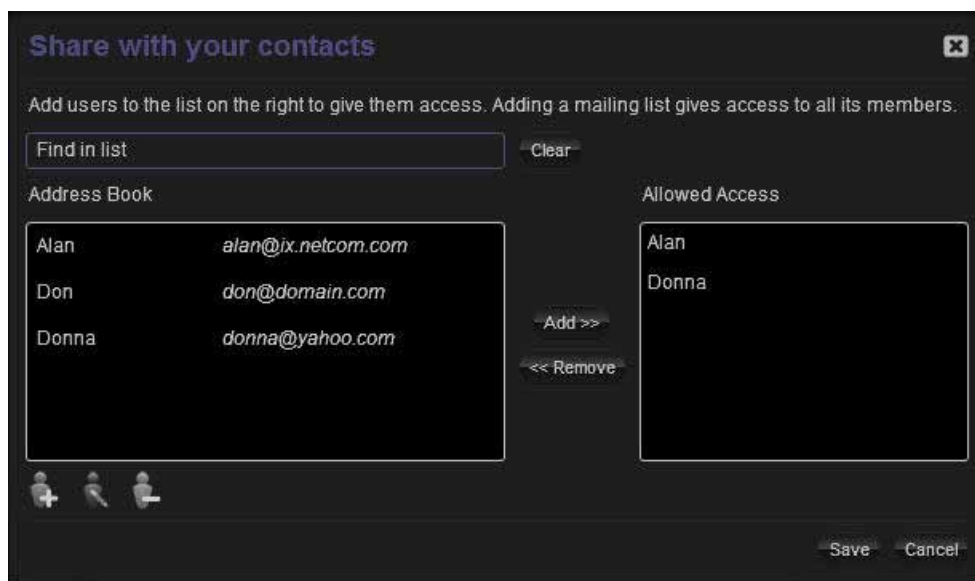 Share with your contacts
Add users to the list on the right to give them access. Adding a mailing list gives access to all its members.
Find in list
Clear
Address Book
Allowed Access
Alan alan@ix.netcom.com
Don don@domain.com
Donna donna@yahoo.com
Add >>
<< Remove
Alan
Donna
Save
Cancel